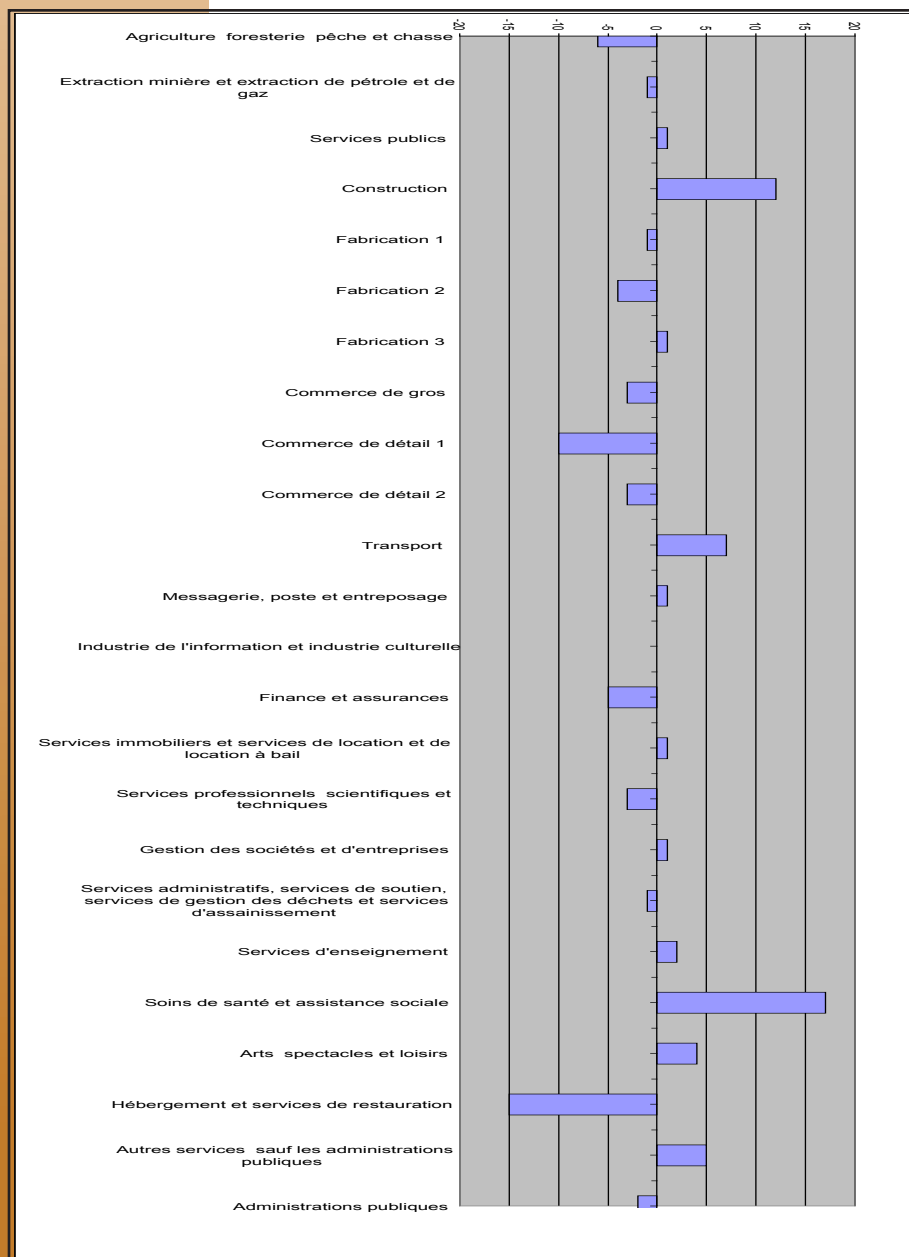 -20
-15
-10
-5
0
5
10
15
20
Agriculture foresterie pêche et chasse
Extraction minière et extraction de pétrole et de
gaz
Services publics
Construction
Fabrication 1
Fabrication 2
Fabrication 3
Commerce de gros
Commerce de détail 1
Commerce de détail 2
Transport
Messagerie, poste et entreposage
Industrie de l'information et industrie culturelle
Finance et assurances
Services immobiliers et services de location et de
location à bail
Services professionnels scientifiques et
techniques
Gestion des sociétés et d'entreprises
Services administratifs, services de soutien,
services de gestion des déchets et services
d'assainissement
Services d'enseignement
Soins de santé et assistance sociale
Arts spectacles et loisirs
Hébergement et services de restauration
Autres services sauf les administrations
publiques
Administrations publiques